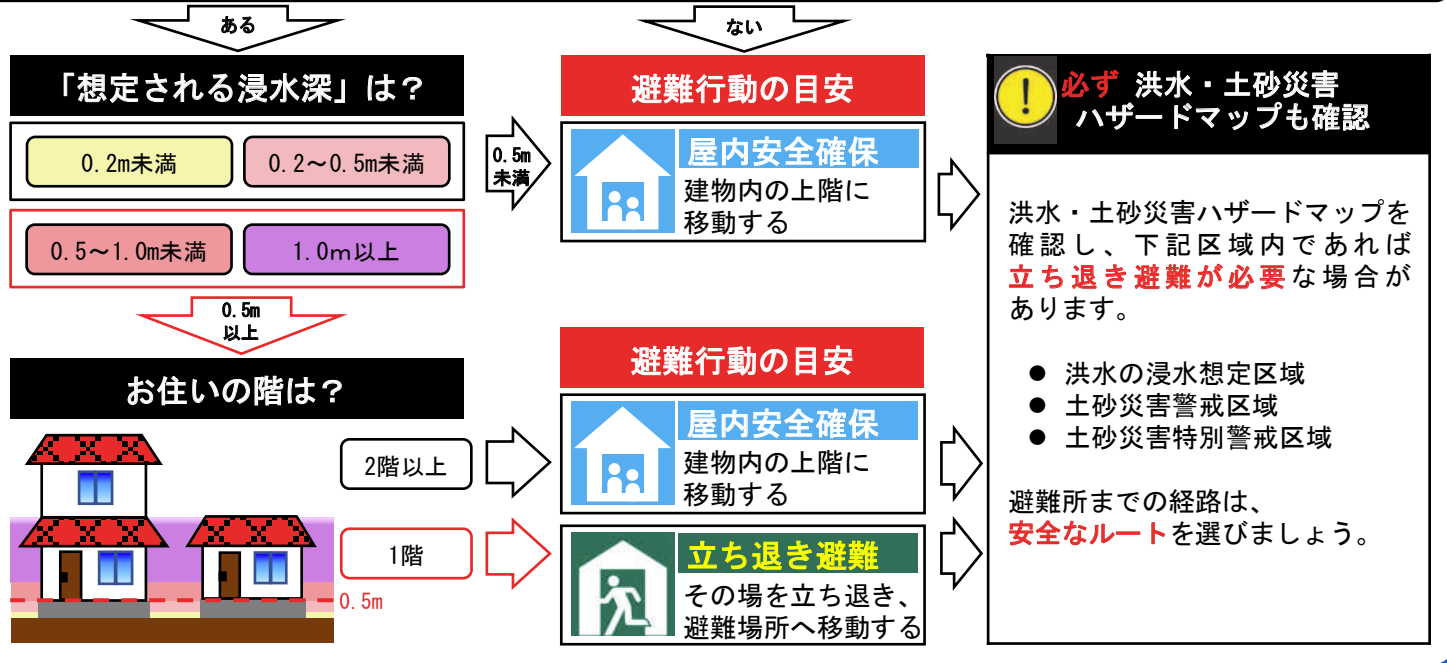 ある
ない
「想定される浸水深」は？
0.2m未満
0.2～0.5m未満
0.5～1.0m未満
1.0ｍ以上
0.5m
未満
避難行動の目安
屋内安全確保
建物内の上階に
移動する
0.5m
以上
お住いの階は？
2階以上
1階
0.5m
避難行動の目安
屋内安全確保
建物内の上階に
移動する
立ち退き避難
その場を立ち退き、
避難場所へ移動する
必ず 洪水・土砂災害
ハザードマップも確認
洪水・土砂災害ハザードマップを
確認し、下記区域内であれば
立ち退き避難が必要な場合が
あります。
● 洪水の浸水想定区域
● 土砂災害警戒区域
● 土砂災害特別警戒区域
避難所までの経路は、
安全なルートを選びましょう。